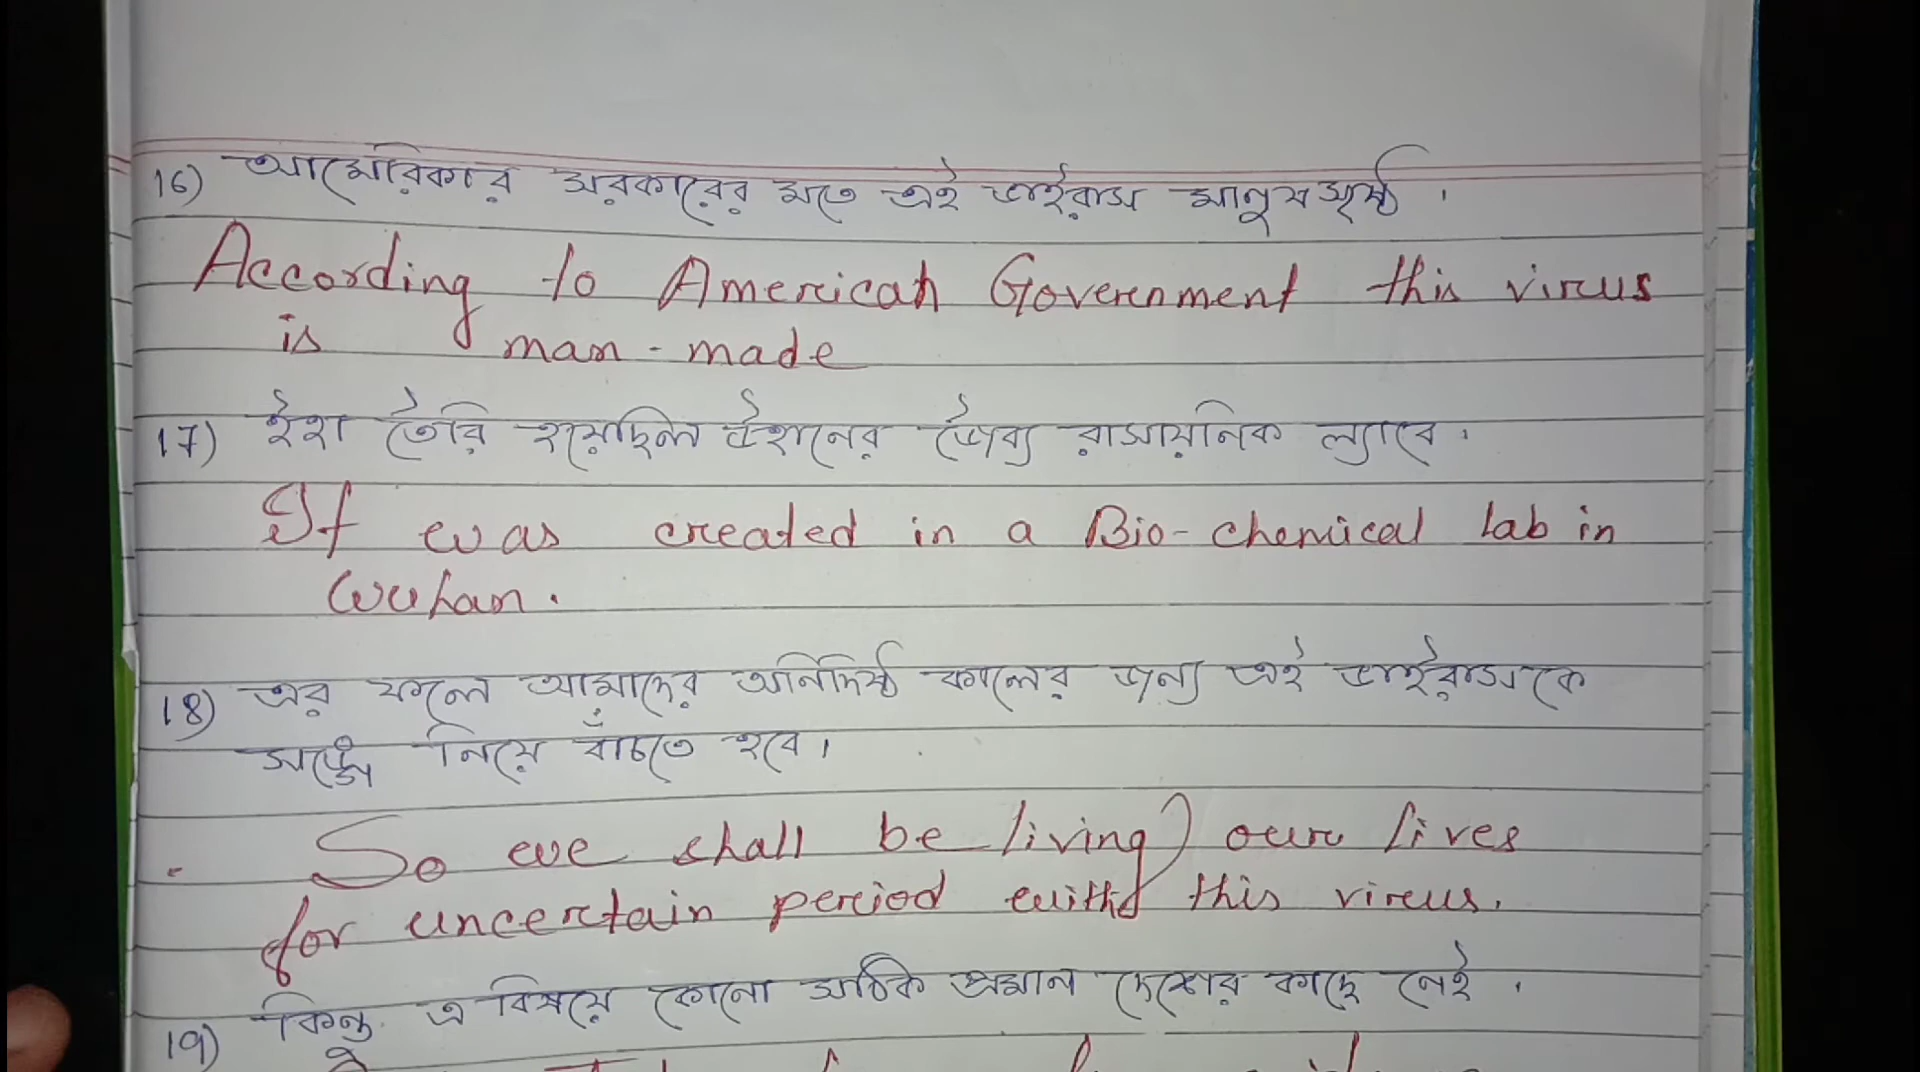 16) আমেরিকার সরকারের মতে এই ভাইরাস মানুষসৃষ্ট ।
According to American Government this virus
is man-made
17) ইহা তৈরি হয়েছিল উহানের জৈব্য রাসায়নিক ল্যাবে ।
It was created in a Bio-chemical lab in
Wuhan.
18) এর ফলে আমাদের অনির্দিষ্ট কালের জন্য এই ভাইরাসকে
সঙ্গে নিয়ে বাঁচতে হবে ।
So we shall be living our lives
for uncertain period with this virus.
19) কিন্তু এ বিষয়ে কোনো সঠিক প্রমান দেশের কাছে নেই ।